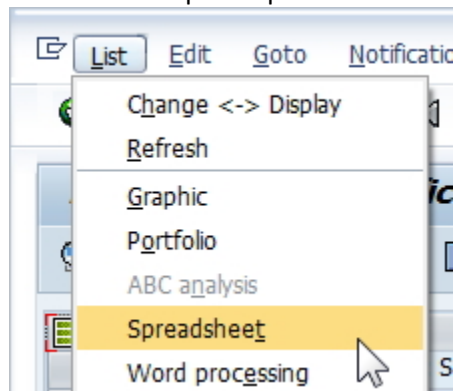 List Edit Goto Notificatio
Change <-> Display
Refresh
Graphic
Portfolio
ABC analysis
Spreadsheet
Word processing